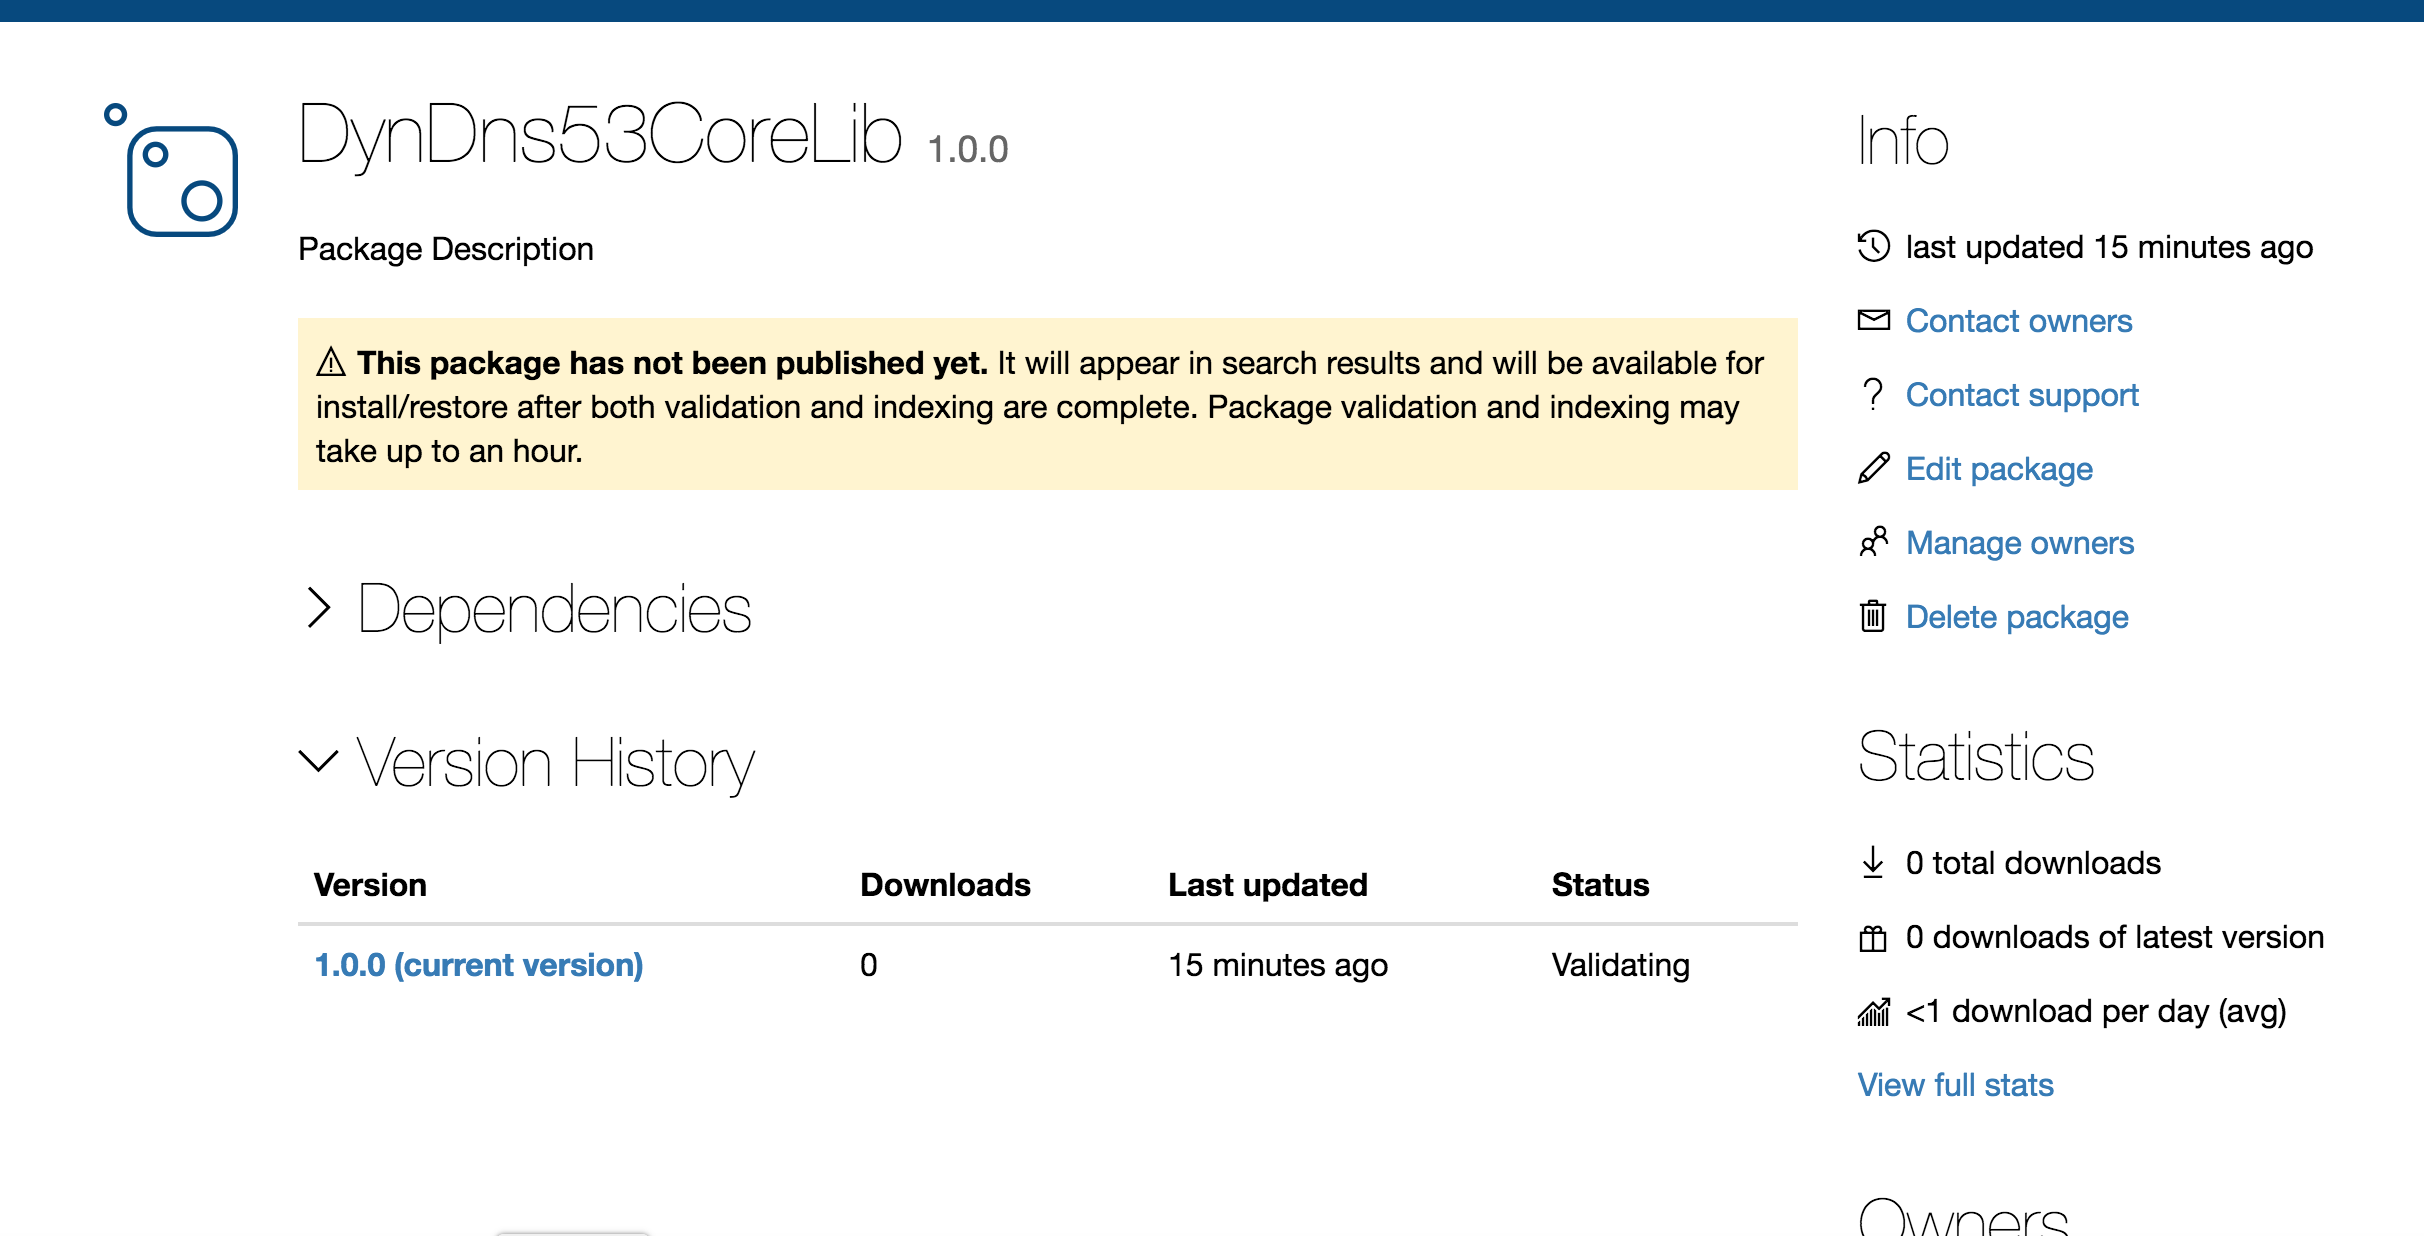 DynDns53CoreLib 1.0.0
Package Description
This package has not been published yet. It will appear in search results and will be available for
install/restore after both validation and indexing are complete. Package validation and indexing may
take up to an hour.
Dependencies
Version History
Version Downloads Last updated Status
1.0.0 (current version) 0 15 minutes ago Validating
Info
last updated 15 minutes ago
Contact owners
Contact support
Edit package
Manage owners
Delete package
Statistics
0 total downloads
0 downloads of latest version
<1 download per day (avg)
View full stats
Owners